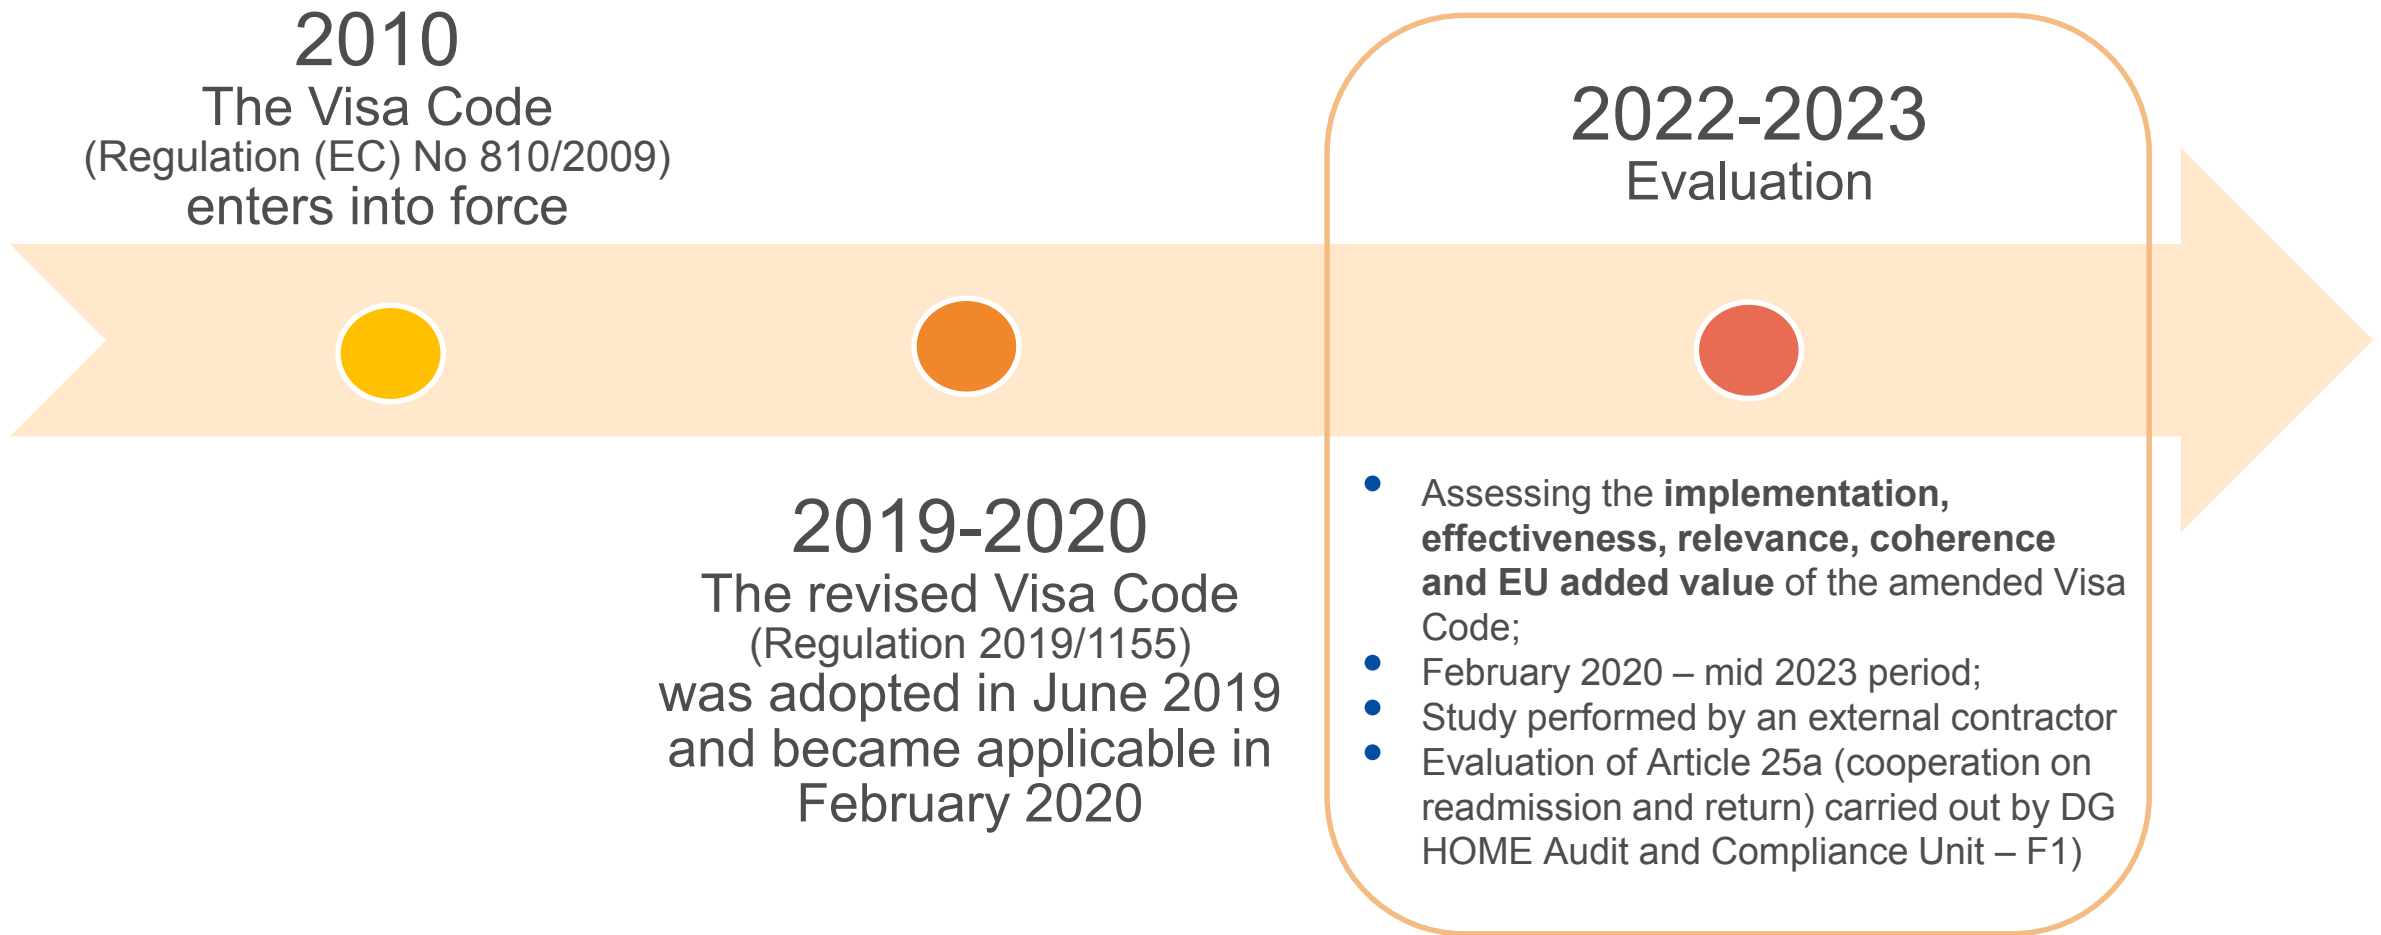 2010
The Visa Code
(Regulation (EC) No 810/2009)
enters into force
2019-2020
The revised Visa Code
(Regulation 2019/1155)
was adopted in June 2019
and became applicable in
February 2020
2022-2023
Evaluation
• Assessing the implementation,
effectiveness, relevance, coherence
and EU added value of the amended Visa
Code;
• February 2020 – mid 2023 period;
• Study performed by an external contractor
• Evaluation of Article 25a (cooperation on
readmission and return) carried out by DG
HOME Audit and Compliance Unit – F1)